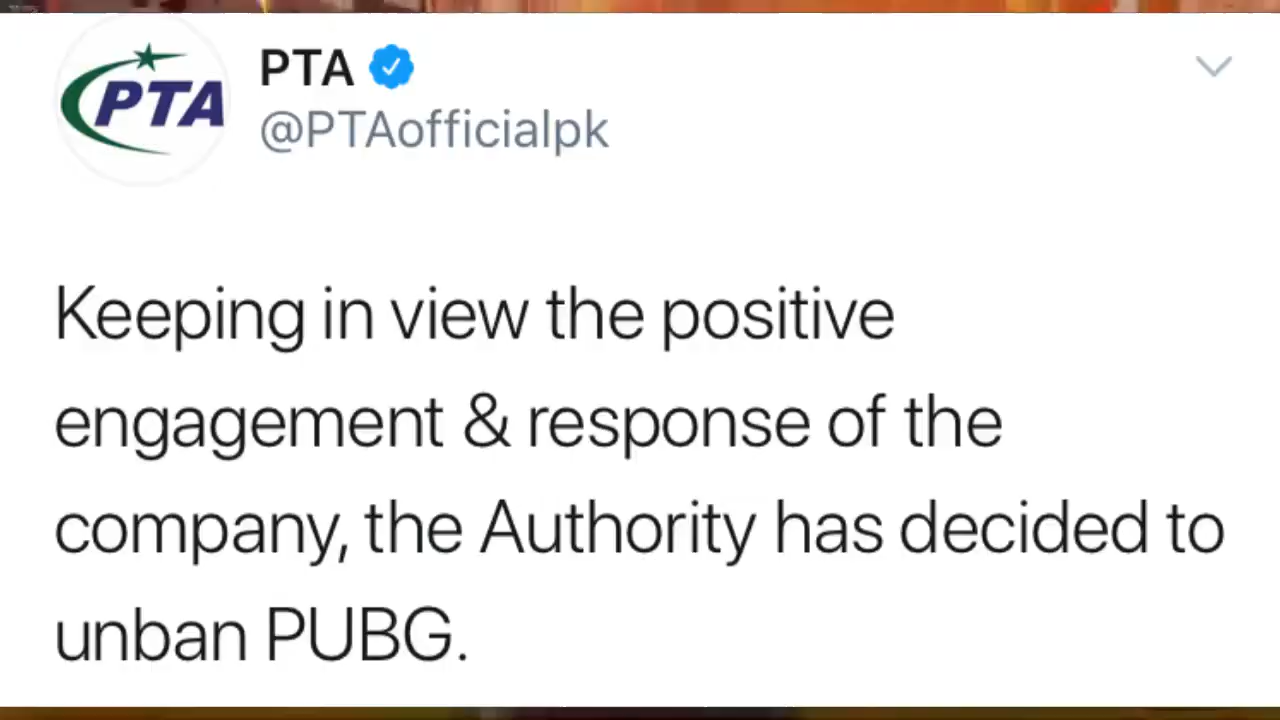 PTA
PTA
@PTAofficialpk
Keeping in view the positive
engagement & response of the
company, the Authority has decided to
unban PUBG.